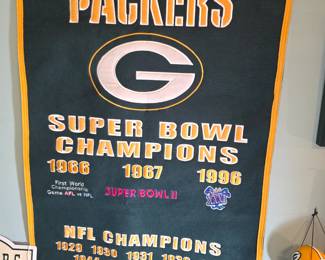 PACKERS
G
SUPER BOWL
CHAMPIONS
1966 1967 1996
First World
Championship
Game AFL vs NFL
SUPER BOWL II
NFL CHAMPIONS
1929 1930 1931